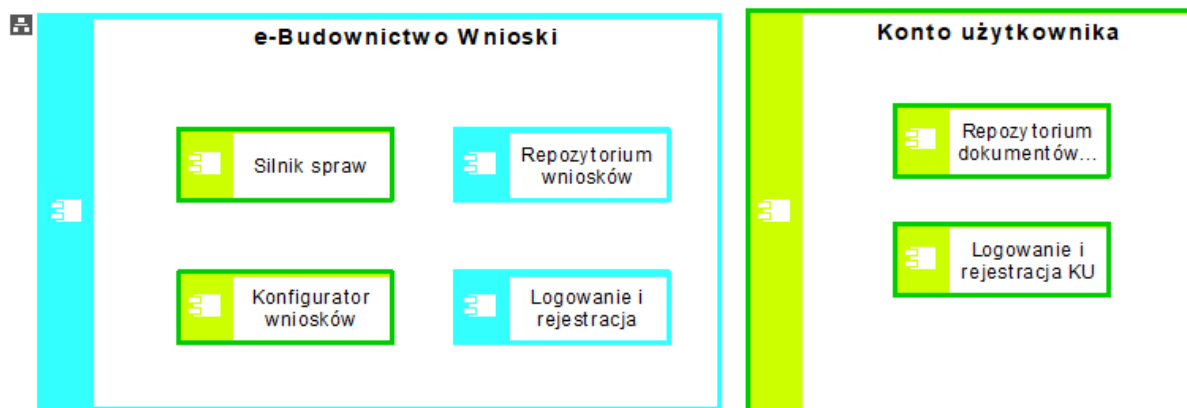 e-Budownictwo Wnioski
Silnik spraw
Repozytorium
wniosków
Konfigurator
wniosków
Logowanie i
rejestracja
Konto użytkownika
Repozytorium
dokumentów...
Logowanie i
rejestracja KU